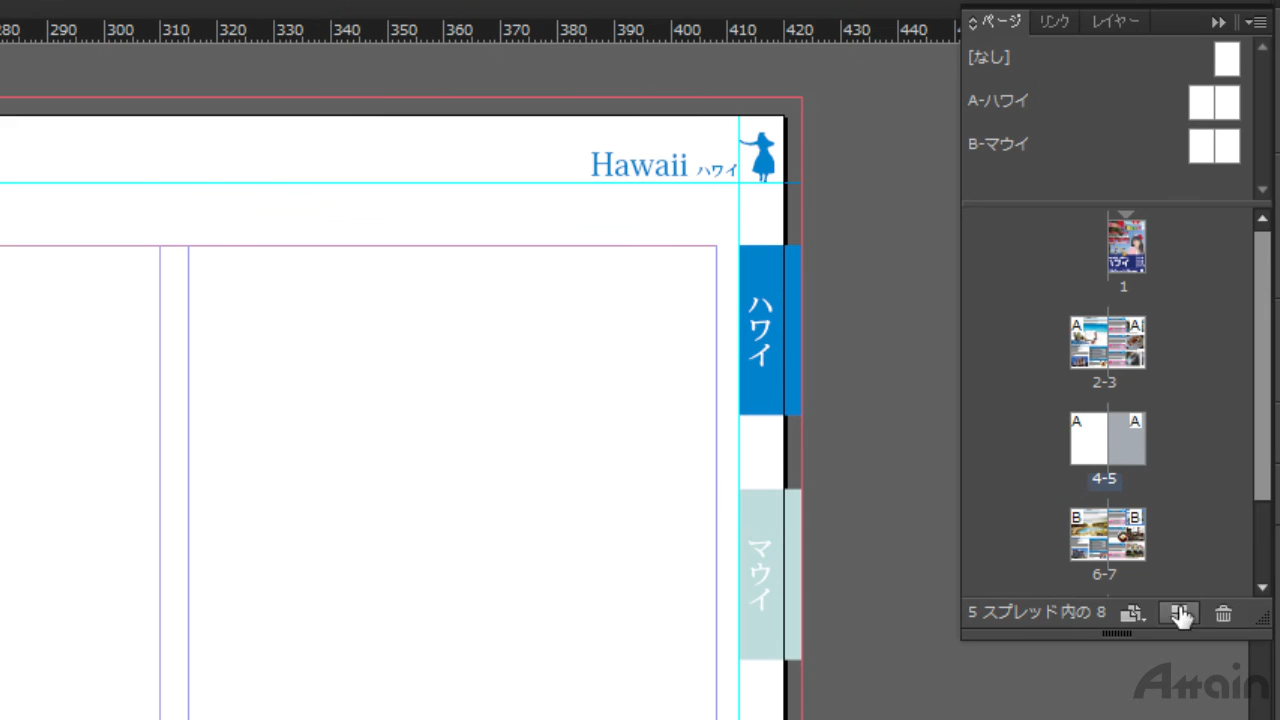 280 290 300 310 320 330 340 350 360 370 380 390 400 410 420 430 440
ページ リンク レイヤー
[なし]
A-ハワイ
B-マウイ
Hawaii ハワイ
ハワイ
マウイ
1
A A
2-3
A A
4-5
B B
6-7
5 スプレッド内の 8
Attain